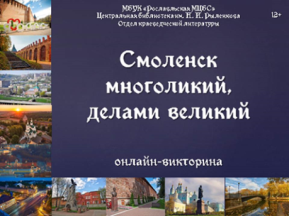 МБУК «Рославльская МЦБС»
Центральная библиотека им. Н. И. Рыленкова
Отдел краеведческой литературы
12+
Смоленск
многоликий,
делами великий
онлайн-викторина